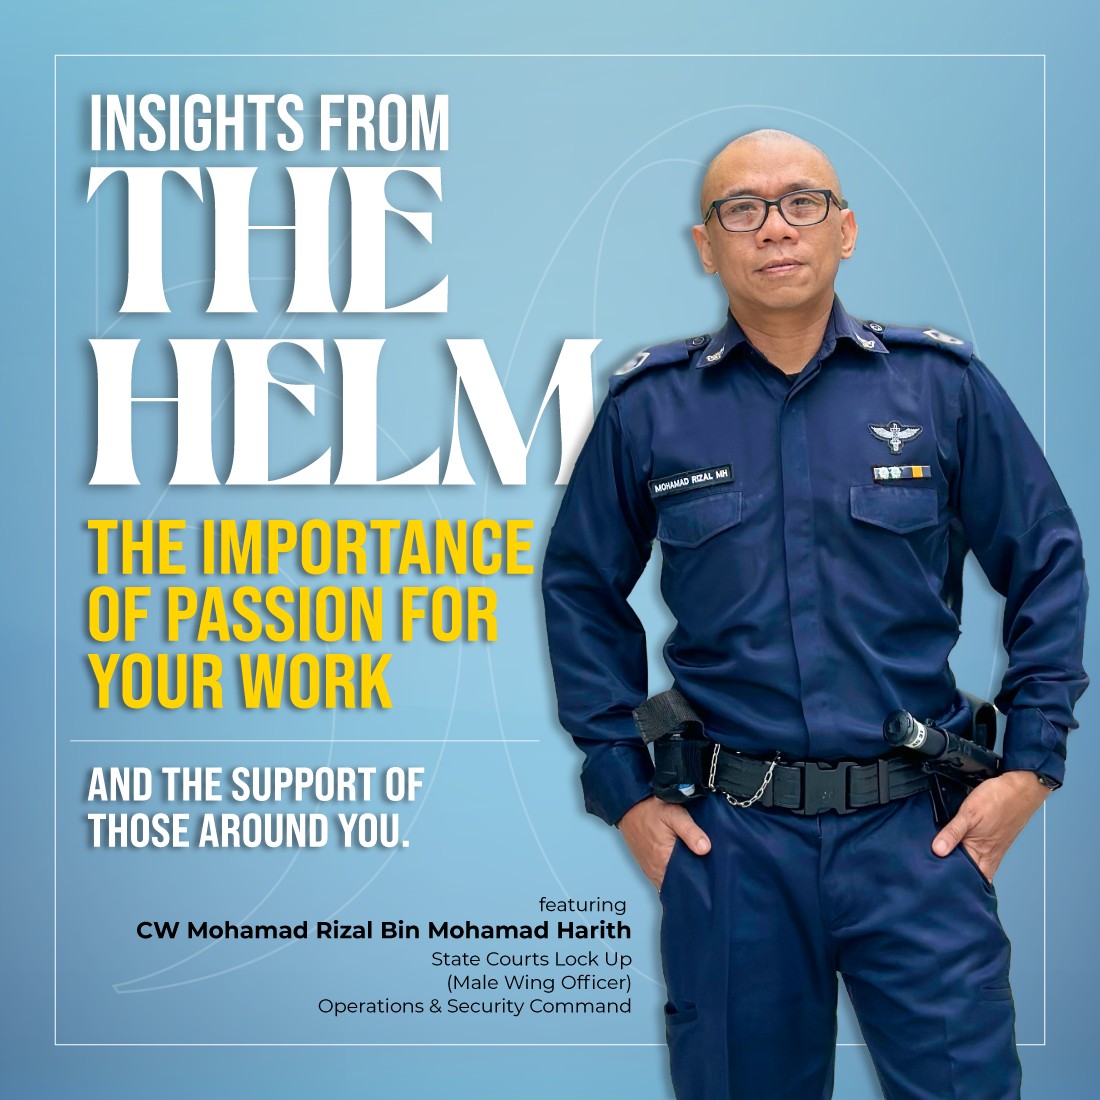 INSIGHTS FROM
THE
HELM
THE IMPORTANCE
OF PASSION FOR
YOUR WORK
AND THE SUPPORT OF
THOSE AROUND YOU.
featuring
CW Mohamad Rizal Bin Mohamad Harith
State Courts Lock Up
(Male Wing Officer)
Operations & Security Command
MOHAMAD RIZAL MH